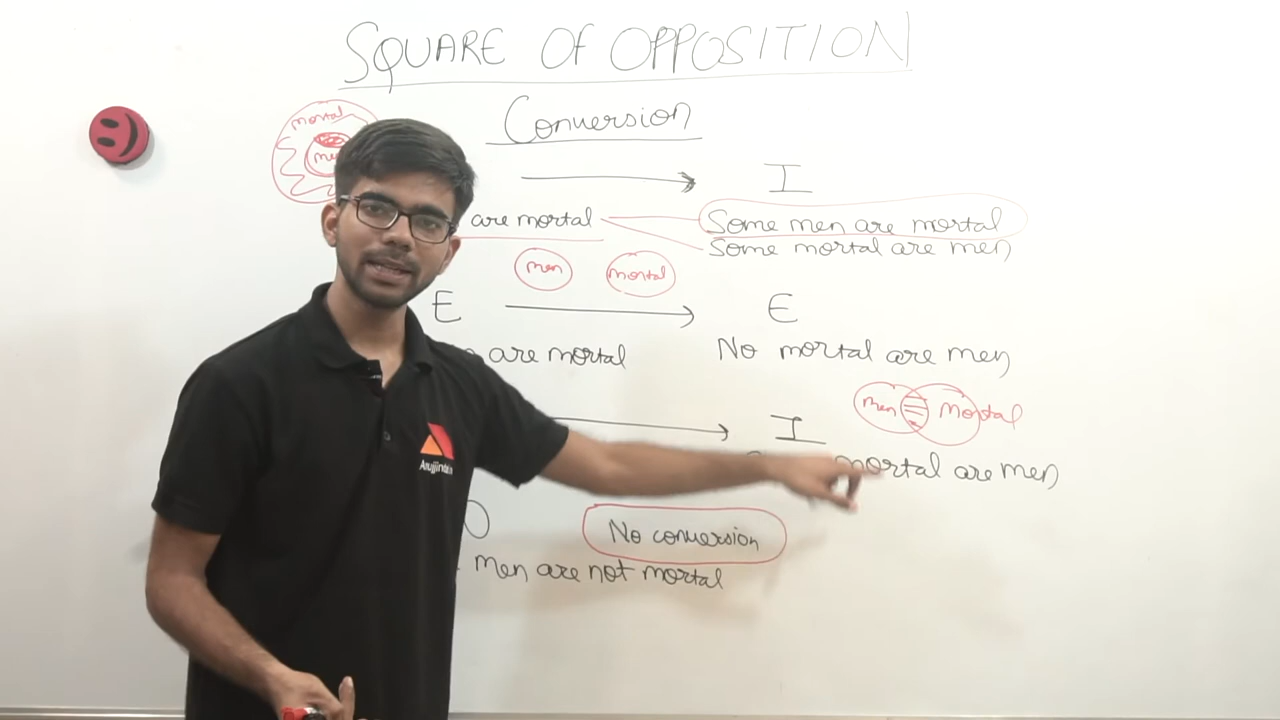 SQUARE OF OPPOSITION
Conversion
mortal
I
are mortal
Some men are mortal
Some mortal are men
men
mortal
E
E
are mortal
No mortal are men
men
mortal
I
mortal are men
O
No conversion
men are not mortal